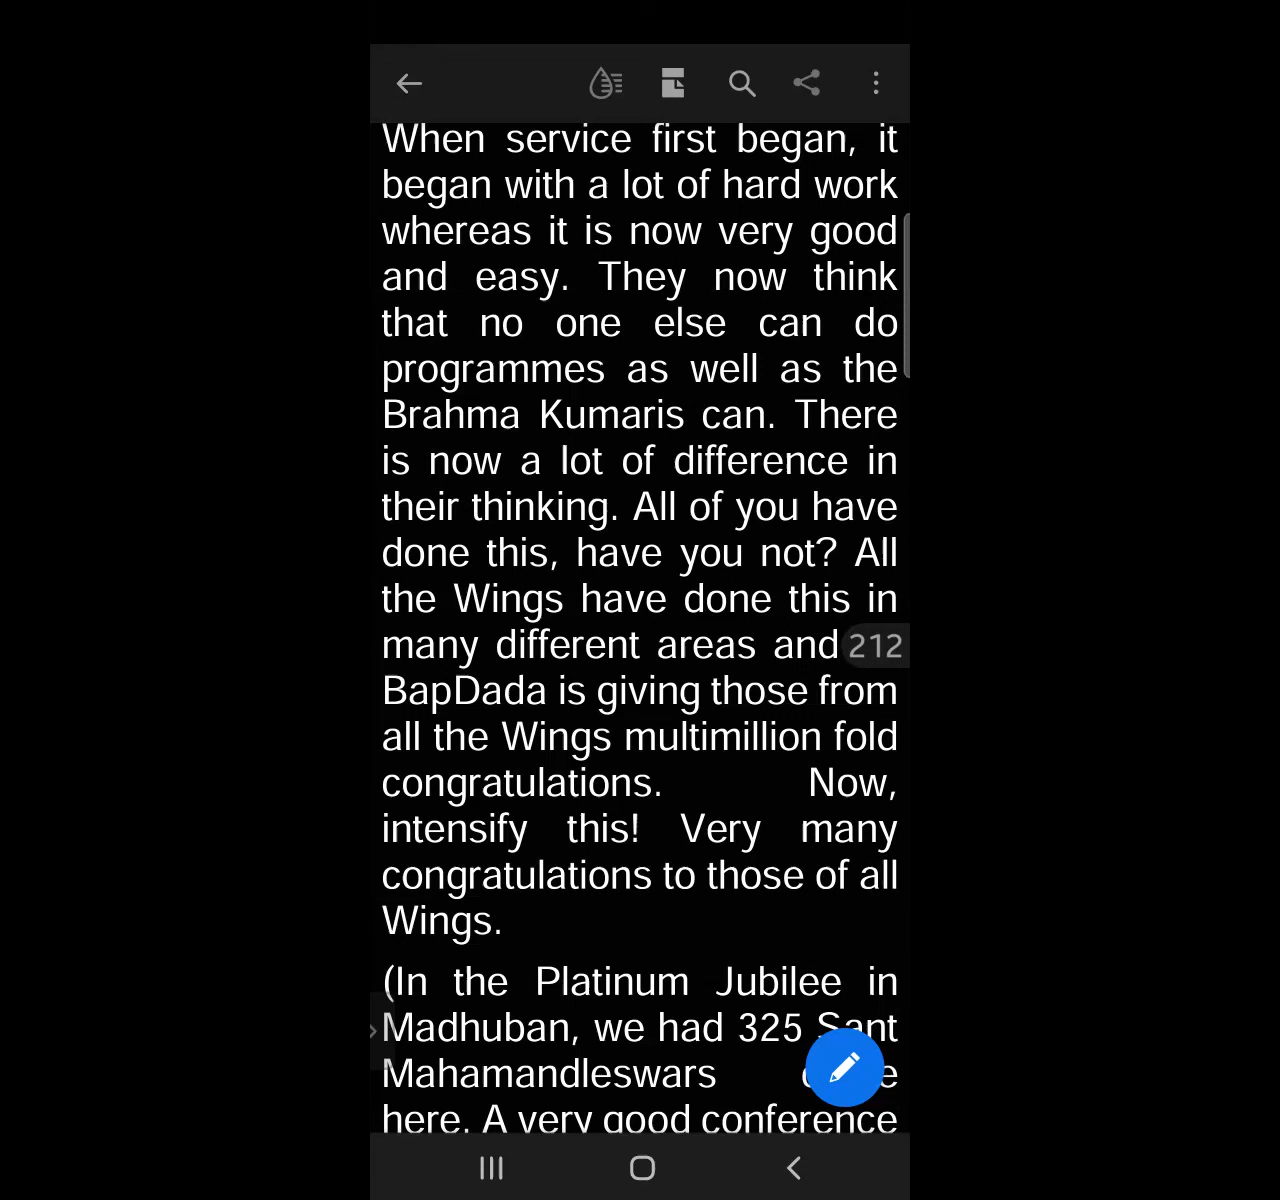 When service first began, it
began with a lot of hard work
whereas it is now very good
and easy. They now think
that no one else can do
programmes as well as the
Brahma Kumaris can. There
is now a lot of difference in
their thinking. All of you have
done this, have you not? All
the Wings have done this in
many different areas and
212
BapDada is giving those from
all the Wings multimillion fold
congratulations. Now,
intensify this! Very many
congratulations to those of all
Wings.
(In the Platinum Jubilee in
Madhuban, we had 325 Sant
Mahamandleswars
here. A very good conference